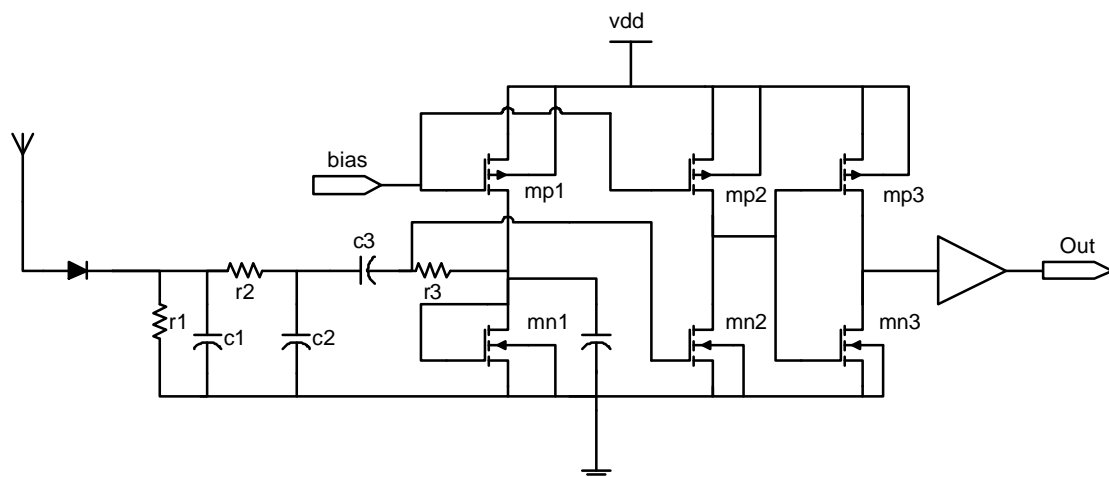 vdd
bias
mp1
mp2
mp3
c3
Out
r2
r3
r1
c1
c2
mn1
mn2
mn3